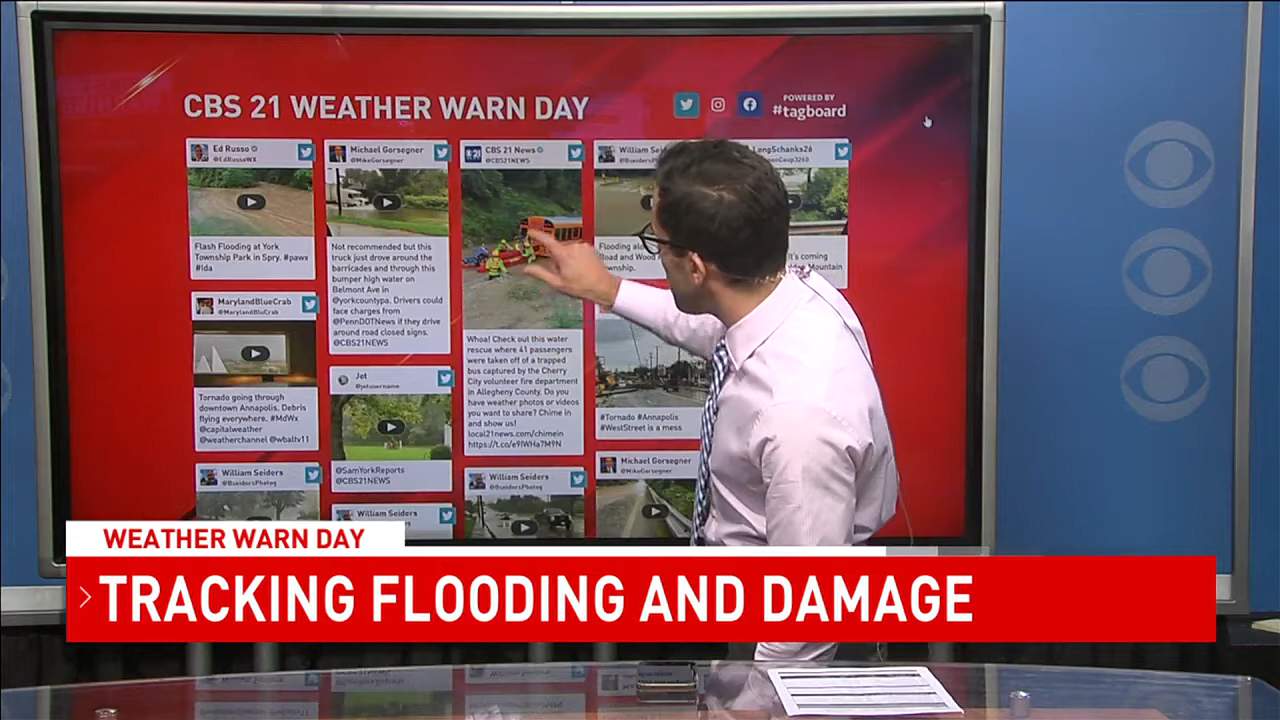 CBS 21 WEATHER WARN DAY
POWERED BY
#tagboard
Ed Russo
@EdRussoWX
Flash Flooding at York
Township Park in Spry. #pawx
#Ida
MarylandBlueCrab
@MarylandBluCrab
Tornado going through
downtown Annapolis. Debris
flying everywhere. #MdWx
@capitalweather
@weatherchannel @wbaltv11
William Seiders
@BseidersPhotog
Michael Gorsegner
@MikeGorsegner
Not recommended but this
truck just drove around the
barricades and through this
bumper high water on
Belmont Ave in
@yorkcountypa. Drivers could
face charges from
@PennDOTNews if they drive
around road closed signs.
@CBS21NEWS
Jet
@jetusername
@SamYorkReports
@CBS21NEWS
William Seiders
CBS 21 News
@CBS21NEWS
Whoa! Check out this water
rescue where 41 passengers
were taken off of a trapped
bus captured by the Cherry
City volunteer fire department
in Allegheny County. Do you
have weather photos or videos
you want to share? Chime in
and show us!
local21news.com/chimein
https://t.co/e9IWHa7M9N
William Seiders
@BseidersPhotog
William
Flooding
Road and Wood
#Tornado #Annapolis
#WestStreet is a mess
Michael Gorsegner
@MikeGorsegner
LongSchanks26
It's coming
Mountain
WEATHER WARN DAY
TRACKING FLOODING AND DAMAGE